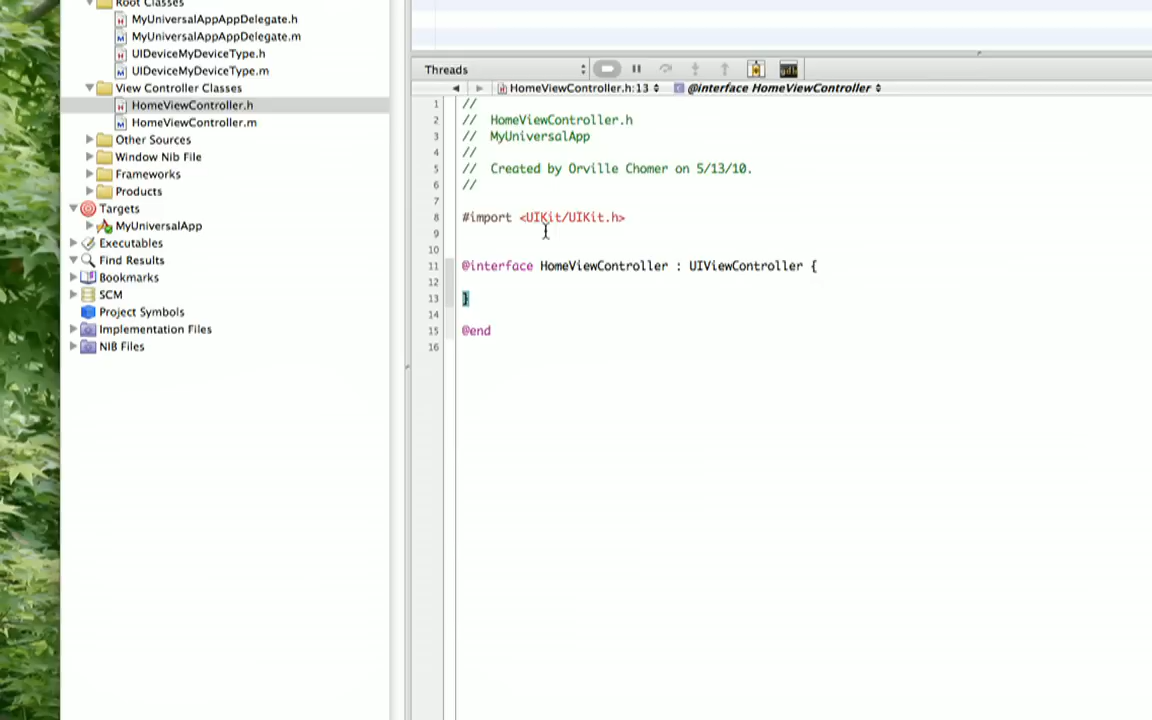 Root Classes
MyUniversalAppAppDelegate.h
MyUniversalAppAppDelegate.m
UIDeviceMyDeviceType.h
UIDeviceMyDeviceType.m
View Controller Classes
HomeViewController.h
HomeViewController.m
Other Sources
Window Nib File
Frameworks
Products
Targets
MyUniversalApp
Executables
Find Results
Bookmarks
SCM
Project Symbols
Implementation Files
NIB Files
Threads
gdb
HomeViewController.h:13 @interface HomeViewController
1 //
2 // HomeViewController.h
3 // MyUniversalApp
4 //
5 // Created by Orville Chomer on 5/13/10.
6 //
7
8 #import <UIKit/UIKit.h>
9
10
11 @interface HomeViewController : UIViewController {
12
13 }
14
15 @end
16